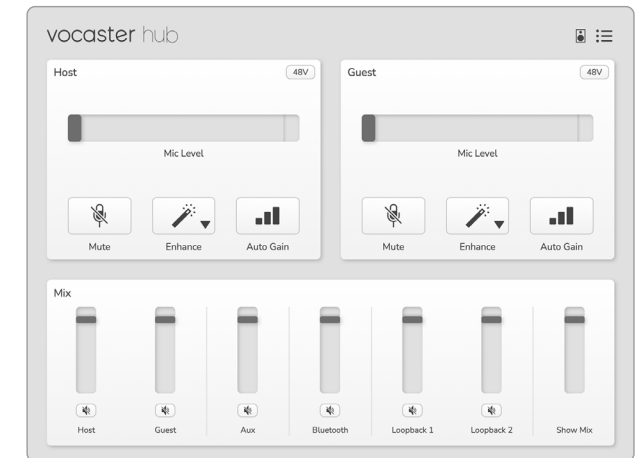 vocaster hub
Host
48V
Guest
48V
Mic Level
Mic Level
Mute
Enhance
Auto Gain
Mute
Enhance
Auto Gain
Mix
Host
Guest
Aux
Bluetooth
Loopback 1
Loopback 2
Show Mix